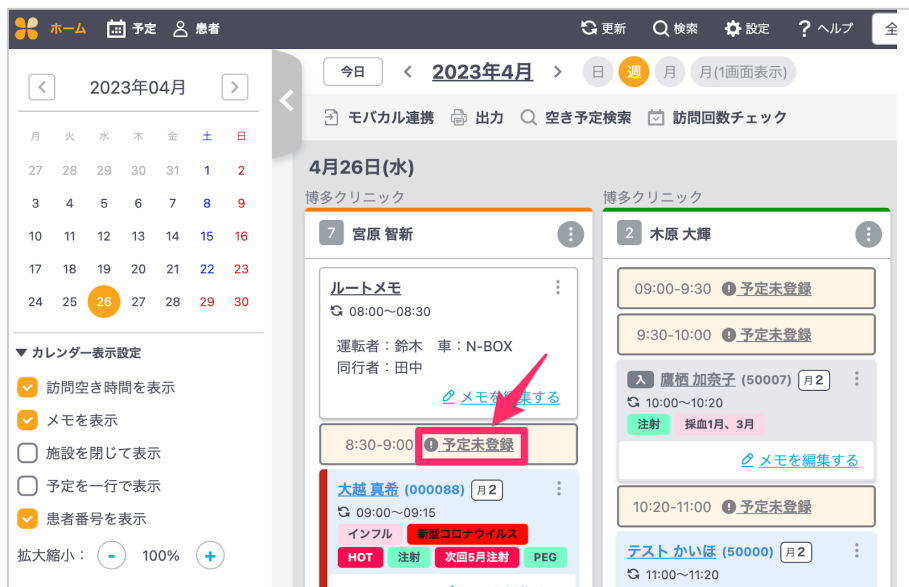 ホーム 予定 患者 更新 検索 設定 ? ヘルプ 全
2023年04月
月 火 水 木 金 土 日
27 28 29 30 31 1 2
3 4 5 6 7 8 9
10 11 12 13 14 15 16
17 18 19 20 21 22 23
24 25 26 27 28 29 30
▼カレンダー表示設定
訪問空き時間を表示
メモを表示
施設を閉じて表示
予定を一行で表示
患者番号を表示
拡大縮小： - 100% +
今日 < 2023年4月 > 日 週 月 月(1画面表示)
モバカル連携 出力 空き予定検索 訪問回数チェック
4月26日(水)
博多クリニック
7 宮原 智新
ルートメモ
08:00〜08:30
運転者：鈴木 車：N-BOX
同行者：田中
メモを編集する
8:30-9:00 予定未登録
大越 真希 (000088) 月2
09:00〜09:15
インフル 新型コロナウイルス
HOT 注射 次回5月注射 PEG
博多クリニック
2 木原 大輝
09:00-9:30 予定未登録
9:30-10:00 予定未登録
入 鷹栖 加奈子 (50007) 月2
10:00〜10:20
注射 採血1月、3月
メモを編集する
10:20-11:00 予定未登録
テスト かいほ (50000) 月2
11:00〜11:20